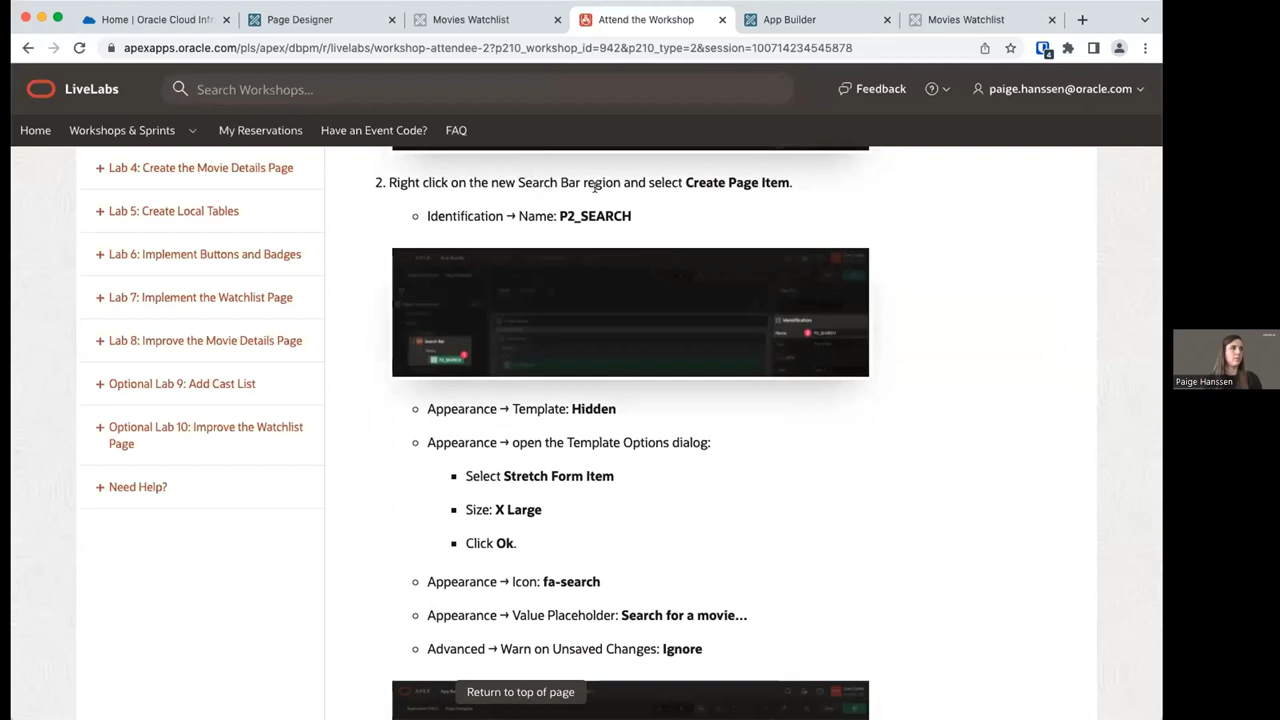 Home | Oracle Cloud Inf
Page Designer
Movies Watchlist
Attend the Workshop
App Builder
Movies Watchlist
apexapps.oracle.com/pls/apex/dbpm/r/livelabs/workshop-attendee-2?p210_workshop_id=942&p210_type=2&session=100714234545878
LiveLabs
Search Workshops...
Feedback
paige.hanssen@oracle.com
Home
Workshops & Sprints
My Reservations
Have an Event Code?
FAQ
+ Lab 4: Create the Movie Details Page
+ Lab 5: Create Local Tables
+ Lab 6: Implement Buttons and Badges
+ Lab 7: Implement the Watchlist Page
+ Lab 8: Improve the Movie Details Page
+ Optional Lab 9: Add Cast List
+ Optional Lab 10: Improve the Watchlist
Page
+ Need Help?
2. Right click on the new Search Bar region and select Create Page Item.
Identification → Name: P2_SEARCH
Search Bar
P2_SEARCH
Identification
Name
P2_SEARCH
Appearance → Template: Hidden
Appearance → open the Template Options dialog:
Select Stretch Form Item
Size: X Large
Click Ok.
Appearance → Icon: fa-search
Appearance → Value Placeholder: Search for a movie...
Advanced → Warn on Unsaved Changes: Ignore
APEX
Return to top of page
Paige Hanssen